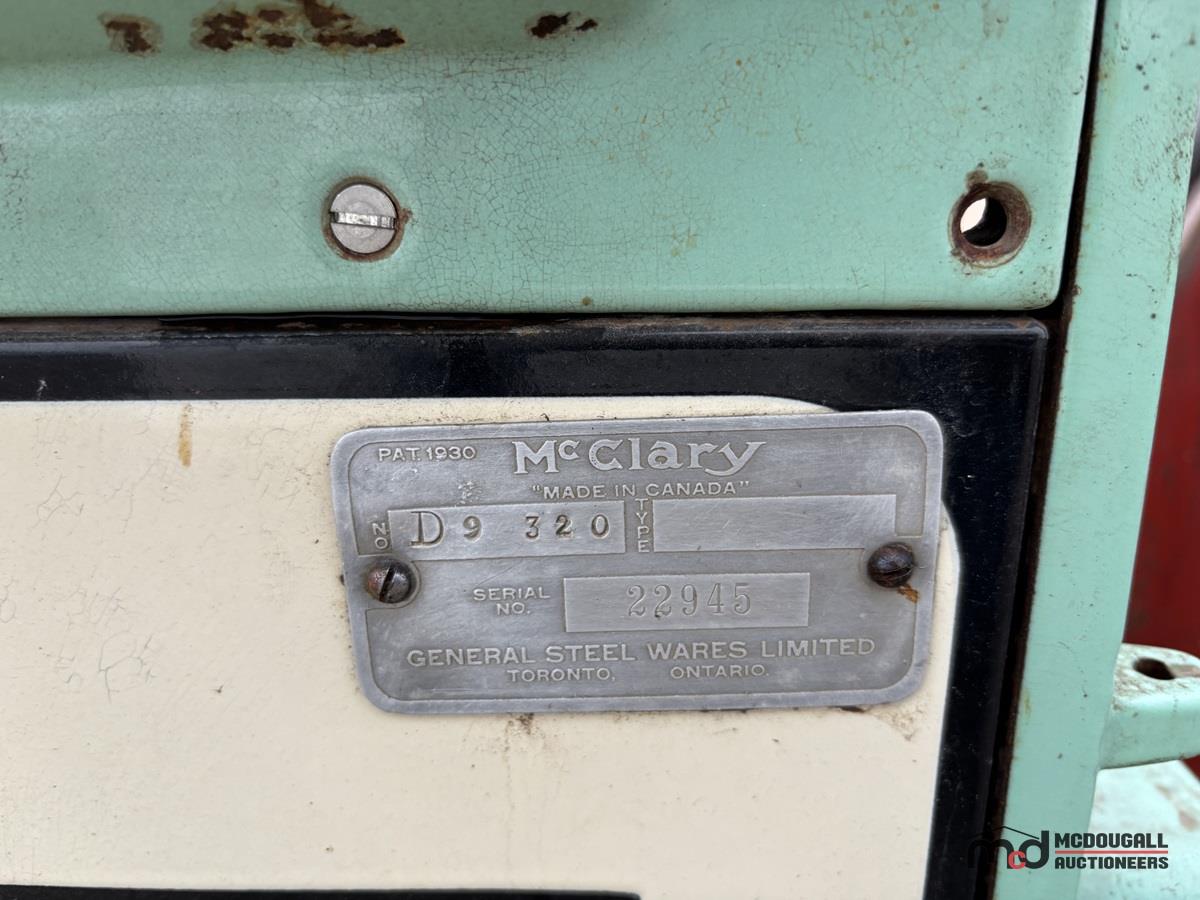 PAT. 1930 McClary
"MADE IN CANADA"
NO. D9 320 TYPE
SERIAL NO. 22945
GENERAL STEEL WARES LIMITED
TORONTO, ONTARIO.
mcd MCDOUGALL
AUCTIONEERS